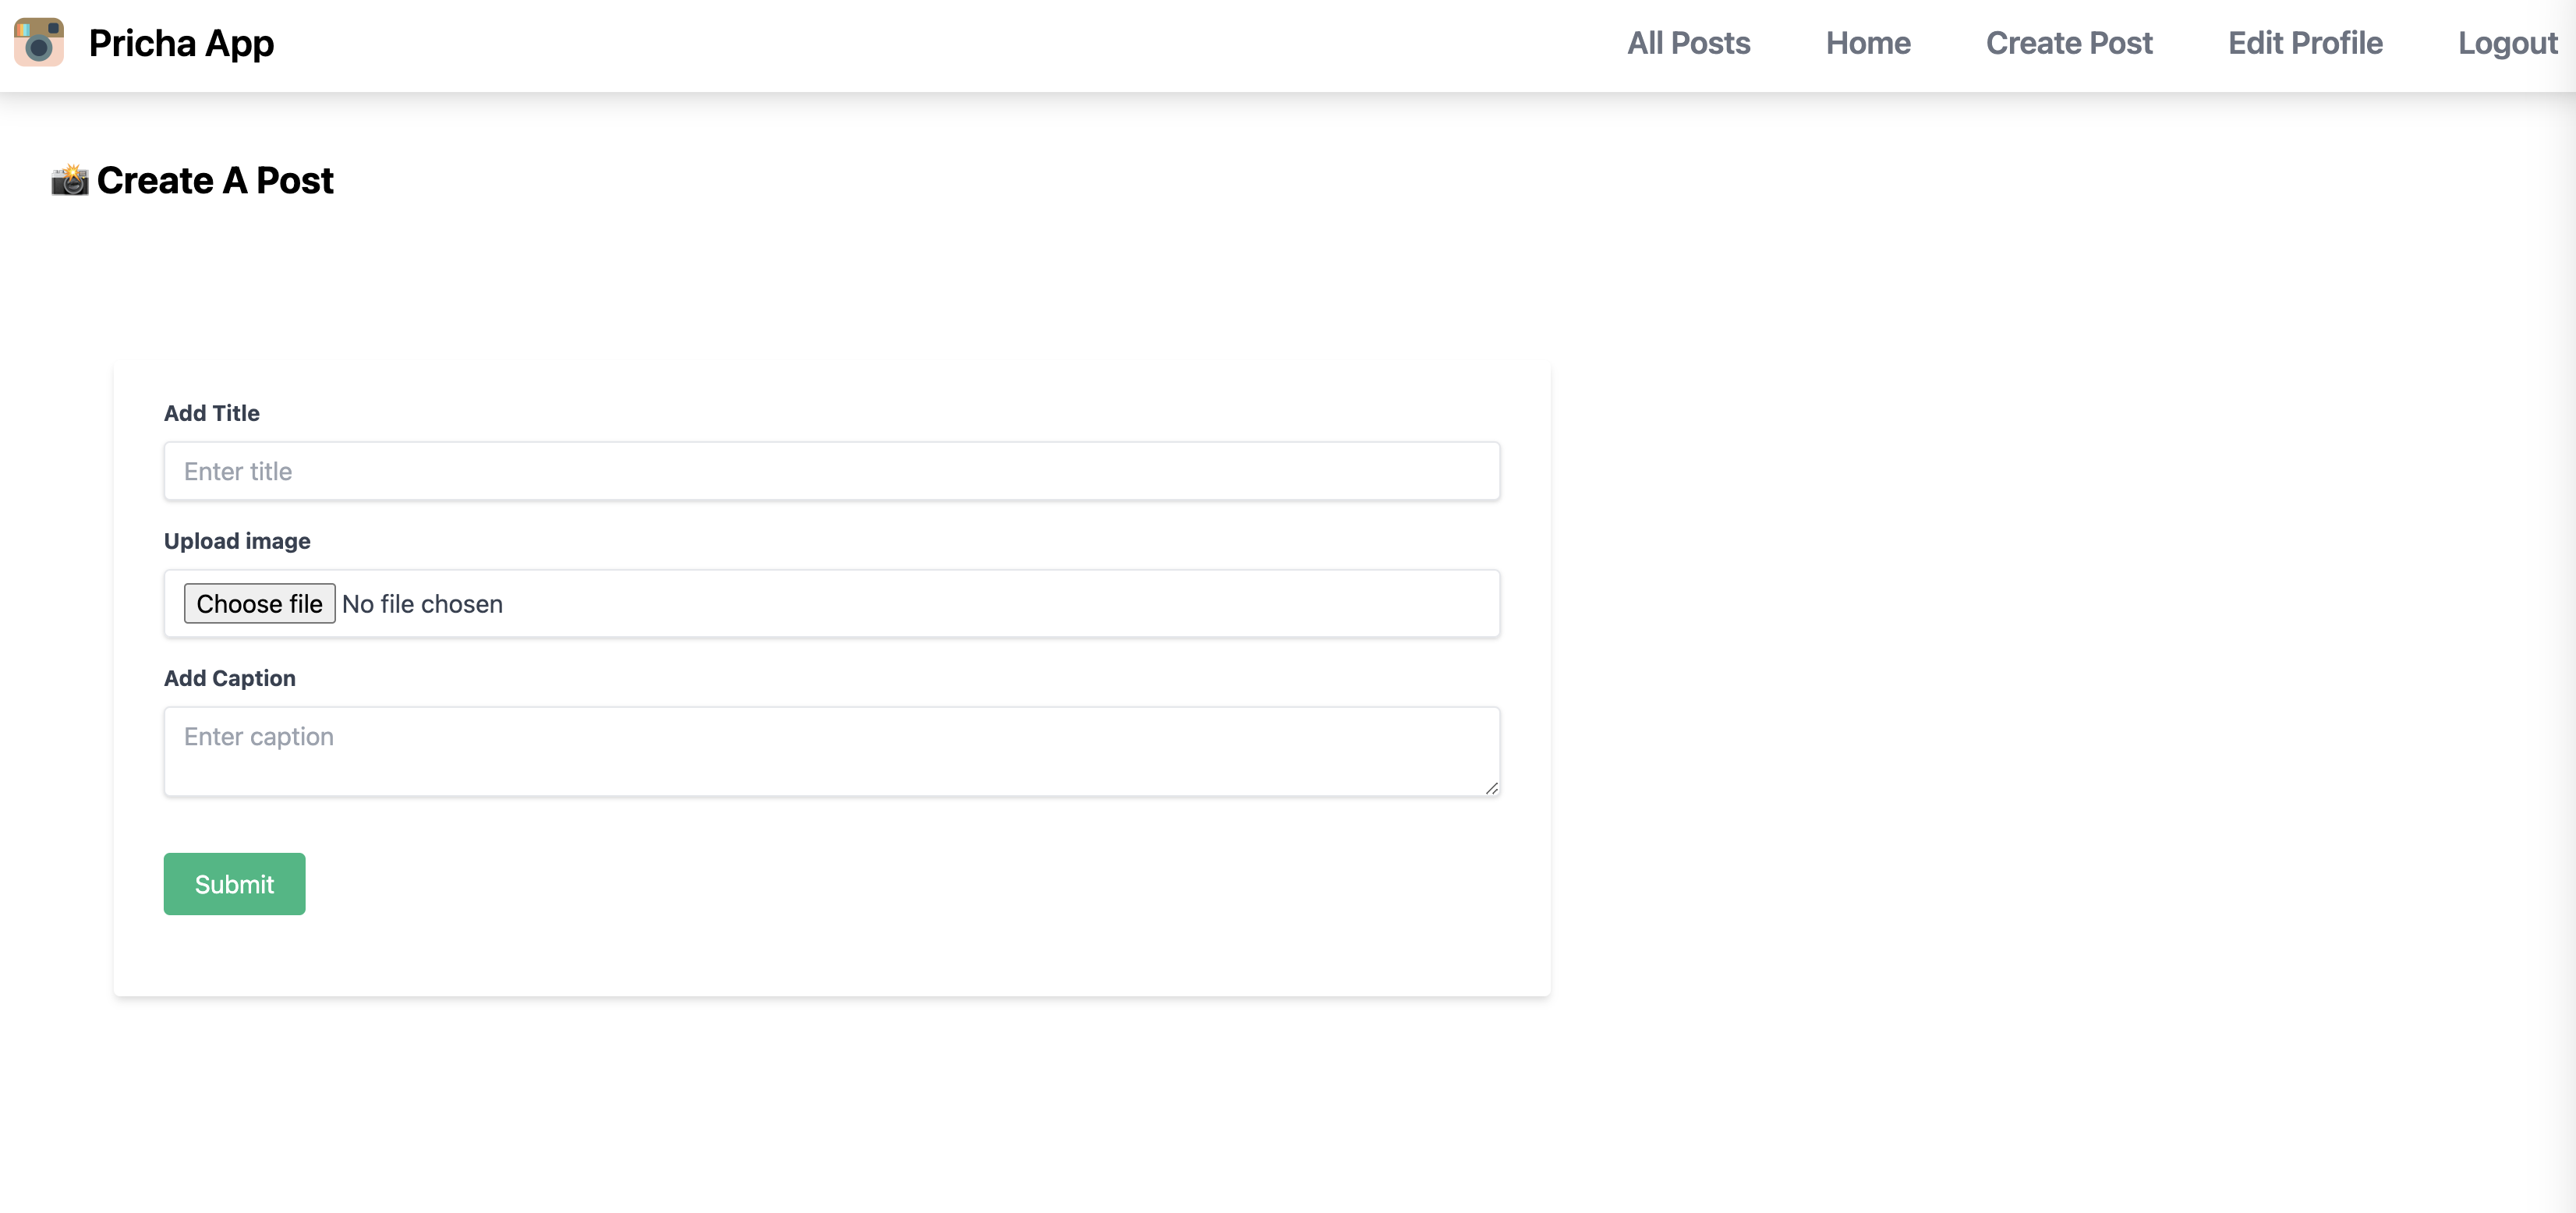 Pricha App
All Posts Home Create Post Edit Profile Logout
📸 Create A Post
Add Title
Enter title
Upload image
Choose file No file chosen
Add Caption
Enter caption
Submit